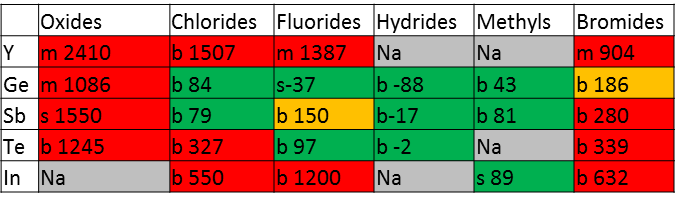 Oxides Chlorides Fluorides Hydrides Methyls Bromides
Y m 2410 b 1507 m 1387 Na Na m 904
Ge m 1086 b 84 s-37 b -88 b 43 b 186
Sb s 1550 b 79 b 150 b-17 b 81 b 280
Te b 1245 b 327 b 97 b -2 Na b 339
In Na b 550 b 1200 Na s 89 b 632